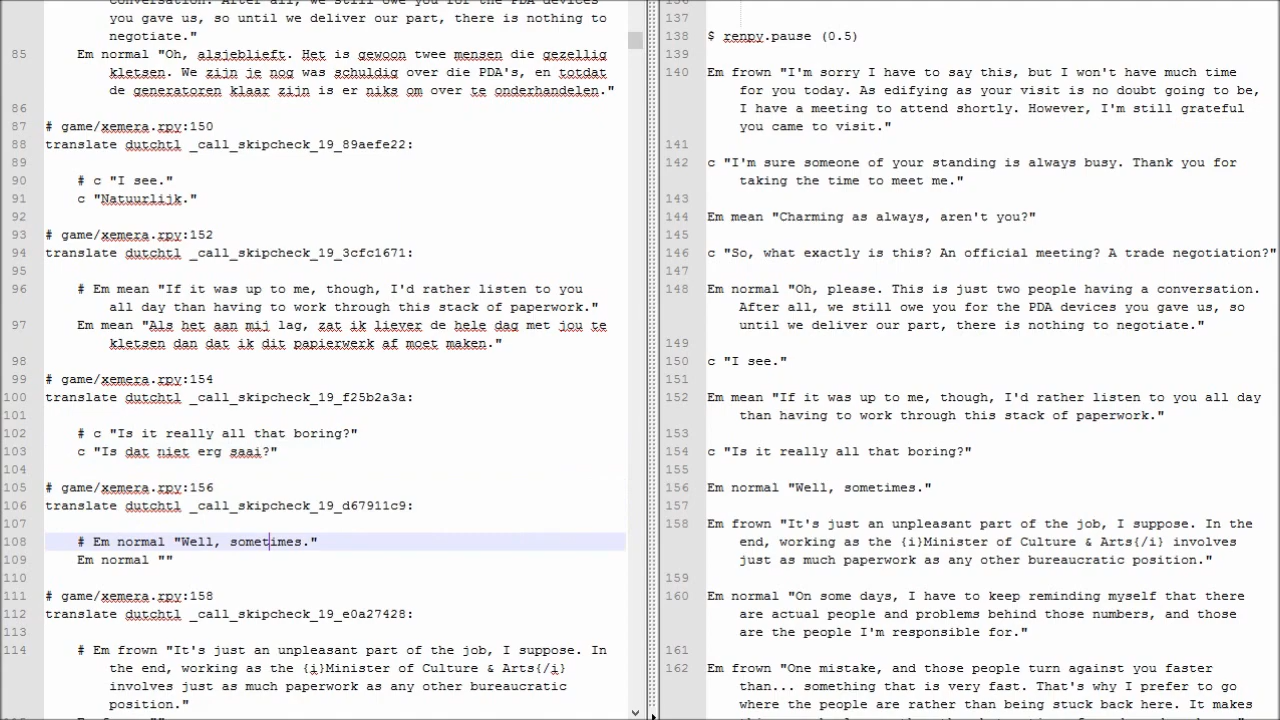 conversation. After all, we still owe you for the PDA devices
you gave us, so until we deliver our part, there is nothing to
negotiate."
85 Em normal "Oh, alsjeblieft. Het is gewoon twee mensen die gezellig
kletsen. We zijn je nog was schuldig over die PDA's, en totdat
de generatoren klaar zijn is er niks om over te onderhandelen."
86
87 # game/xemera.rpy:150
88 translate dutchtl _call_skipcheck_19_89aefe22:
89
90 # c "I see."
91 c "Natuurlijk."
92
93 # game/xemera.rpy:152
94 translate dutchtl _call_skipcheck_19_3cfc1671:
95
96 # Em mean "If it was up to me, though, I'd rather listen to you
all day than having to work through this stack of paperwork."
97 Em mean "Als het aan mij lag, zat ik liever de hele dag met jou te
kletsen dan dat ik dit papierwerk af moet maken."
98
99 # game/xemera.rpy:154
100 translate dutchtl _call_skipcheck_19_f25b2a3a:
101
102 # c "Is it really all that boring?"
103 c "Is dat niet erg saai?"
104
105 # game/xemera.rpy:156
106 translate dutchtl _call_skipcheck_19_d67911c9:
107
108 # Em normal "Well, sometimes."
109 Em normal ""
110
111 # game/xemera.rpy:158
112 translate dutchtl _call_skipcheck_19_e0a27428:
113
114 # Em frown "It's just an unpleasant part of the job, I suppose. In
the end, working as the {i}Minister of Culture & Arts{/i}
involves just as much paperwork as any other bureaucratic
position."
137
138 $ renpy.pause (0.5)
139
140 Em frown "I'm sorry I have to say this, but I won't have much time
for you today. As edifying as your visit is no doubt going to be,
I have a meeting to attend shortly. However, I'm still grateful
you came to visit."
141
142 c "I'm sure someone of your standing is always busy. Thank you for
taking the time to meet me."
143
144 Em mean "Charming as always, aren't you?"
145
146 c "So, what exactly is this? An official meeting? A trade negotiation?"
147
148 Em normal "Oh, please. This is just two people having a conversation.
After all, we still owe you for the PDA devices you gave us, so
until we deliver our part, there is nothing to negotiate."
149
150 c "I see."
151
152 Em mean "If it was up to me, though, I'd rather listen to you all day
than having to work through this stack of paperwork."
153
154 c "Is it really all that boring?"
155
156 Em normal "Well, sometimes."
157
158 Em frown "It's just an unpleasant part of the job, I suppose. In the
end, working as the {i}Minister of Culture & Arts{/i} involves
just as much paperwork as any other bureaucratic position."
159
160 Em normal "On some days, I have to keep reminding myself that there
are actual people and problems behind those numbers, and those
are the people I'm responsible for."
161
162 Em frown "One mistake, and those people turn against you faster
than... something that is very fast. That's why I prefer to go
where the people are rather than being stuck back here. It makes